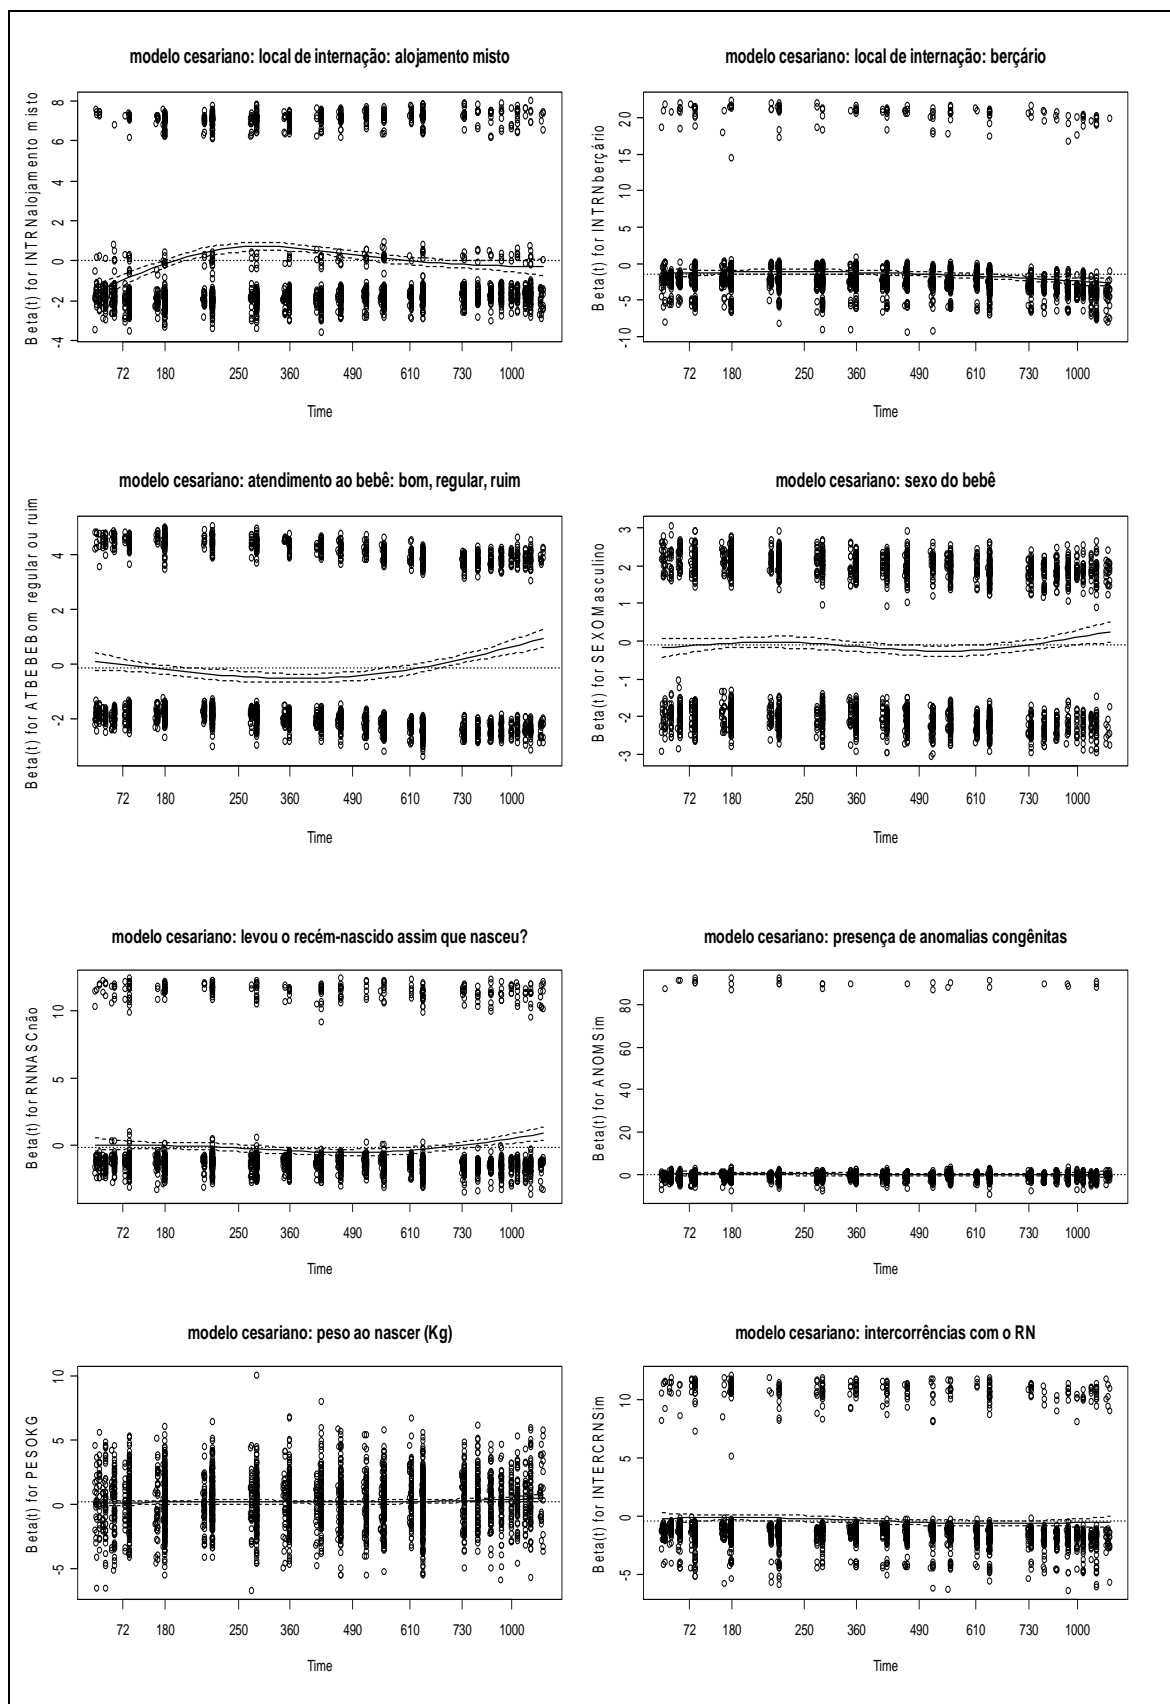 modelo cesariano: local de internação: alojamento misto
Beta(t) for INTRNalojamento misto
8
6
4
2
0
-2
-4
72 180 250 360 490 610 730 1000
Time
modelo cesariano: local de internação: berçário
Beta(t) for INTRNberçário
20
15
10
5
0
-5
-10
72 180 250 360 490 610 730 1000
Time
modelo cesariano: atendimento ao bebê: bom, regular, ruim
Beta(t) for ATBEBEBom regular ou ruim
4
2
0
-2
72 180 250 360 490 610 730 1000
Time
modelo cesariano: sexo do bebê
Beta(t) for SEXOMasculino
3
2
1
0
-1
-2
-3
72 180 250 360 490 610 730 1000
Time
modelo cesariano: levou o recém-nascido assim que nasceu?
Beta(t) for RNNASCnão
10
5
0
72 180 250 360 490 610 730 1000
Time
modelo cesariano: presença de anomalias congênitas
Beta(t) for ANOMSim
80
60
40
20
0
72 180 250 360 490 610 730 1000
Time
modelo cesariano: peso ao nascer (Kg)
Beta(t) for PESOKG
10
5
0
-5
72 180 250 360 490 610 730 1000
Time
modelo cesariano: intercorrências com o RN
Beta(t) for INTERCRNSim
10
5
0
-5
72 180 250 360 490 610 730 1000
Time